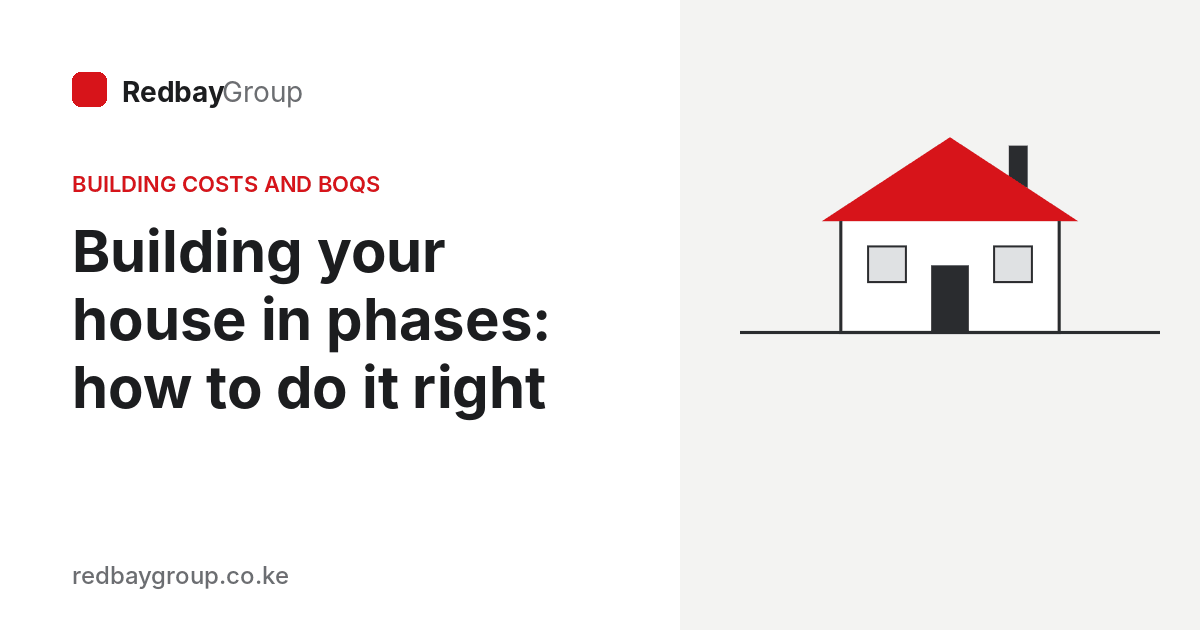 RedbayGroup
BUILDING COSTS AND BOQS
Building your
house in phases:
how to do it right
redbaygroup.co.ke